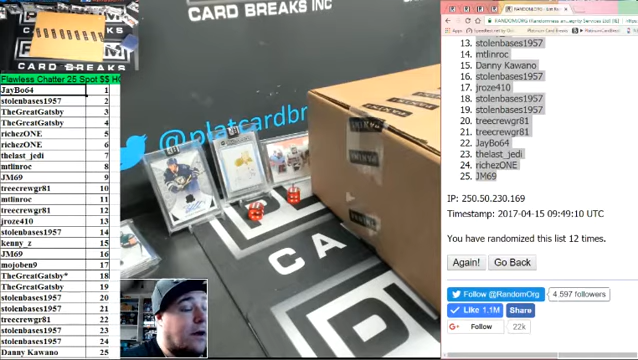 CARD BREAKS INC
CARD BREAKS INC
Flawless Chatter 25 Spot $$
JayBo64 1
stolenbases1957 2
TheGreatGatsby 3
TheGreatGatsby 4
richezONE 5
richezONE 6
thelast_jedi 7
mtlinroc 8
JM69 9
treecrewgr81 10
mtlinroc 11
treecrewgr81 12
jroze410 13
stolenbases1957 14
kenny_z 15
JM69 16
mojoben9 17
TheGreatGatsby* 18
TheGreatGatsby 19
stolenbases1957 20
stolenbases1957 21
treecrewgr81 22
stolenbases1957 23
stolenbases1957 24
Danny Kawano 25
@platcardbr
CA
13. stolenbases1957
14. mtlinroc
15. Danny Kawano
16. stolenbases1957
17. jroze410
18. stolenbases1957
19. stolenbases1957
20. treecrewgr81
21. treecrewgr81
22. JayBo64
23. thelast_jedi
24. richezONE
25. JM69
IP: 250.50.230.169
Timestamp: 2017-04-15 09:49:10 UTC
You have randomized this list 12 times.
Again! Go Back
Follow @RandomOrg 4,597 followers
Like 1.1M Share
G+ Follow 22k